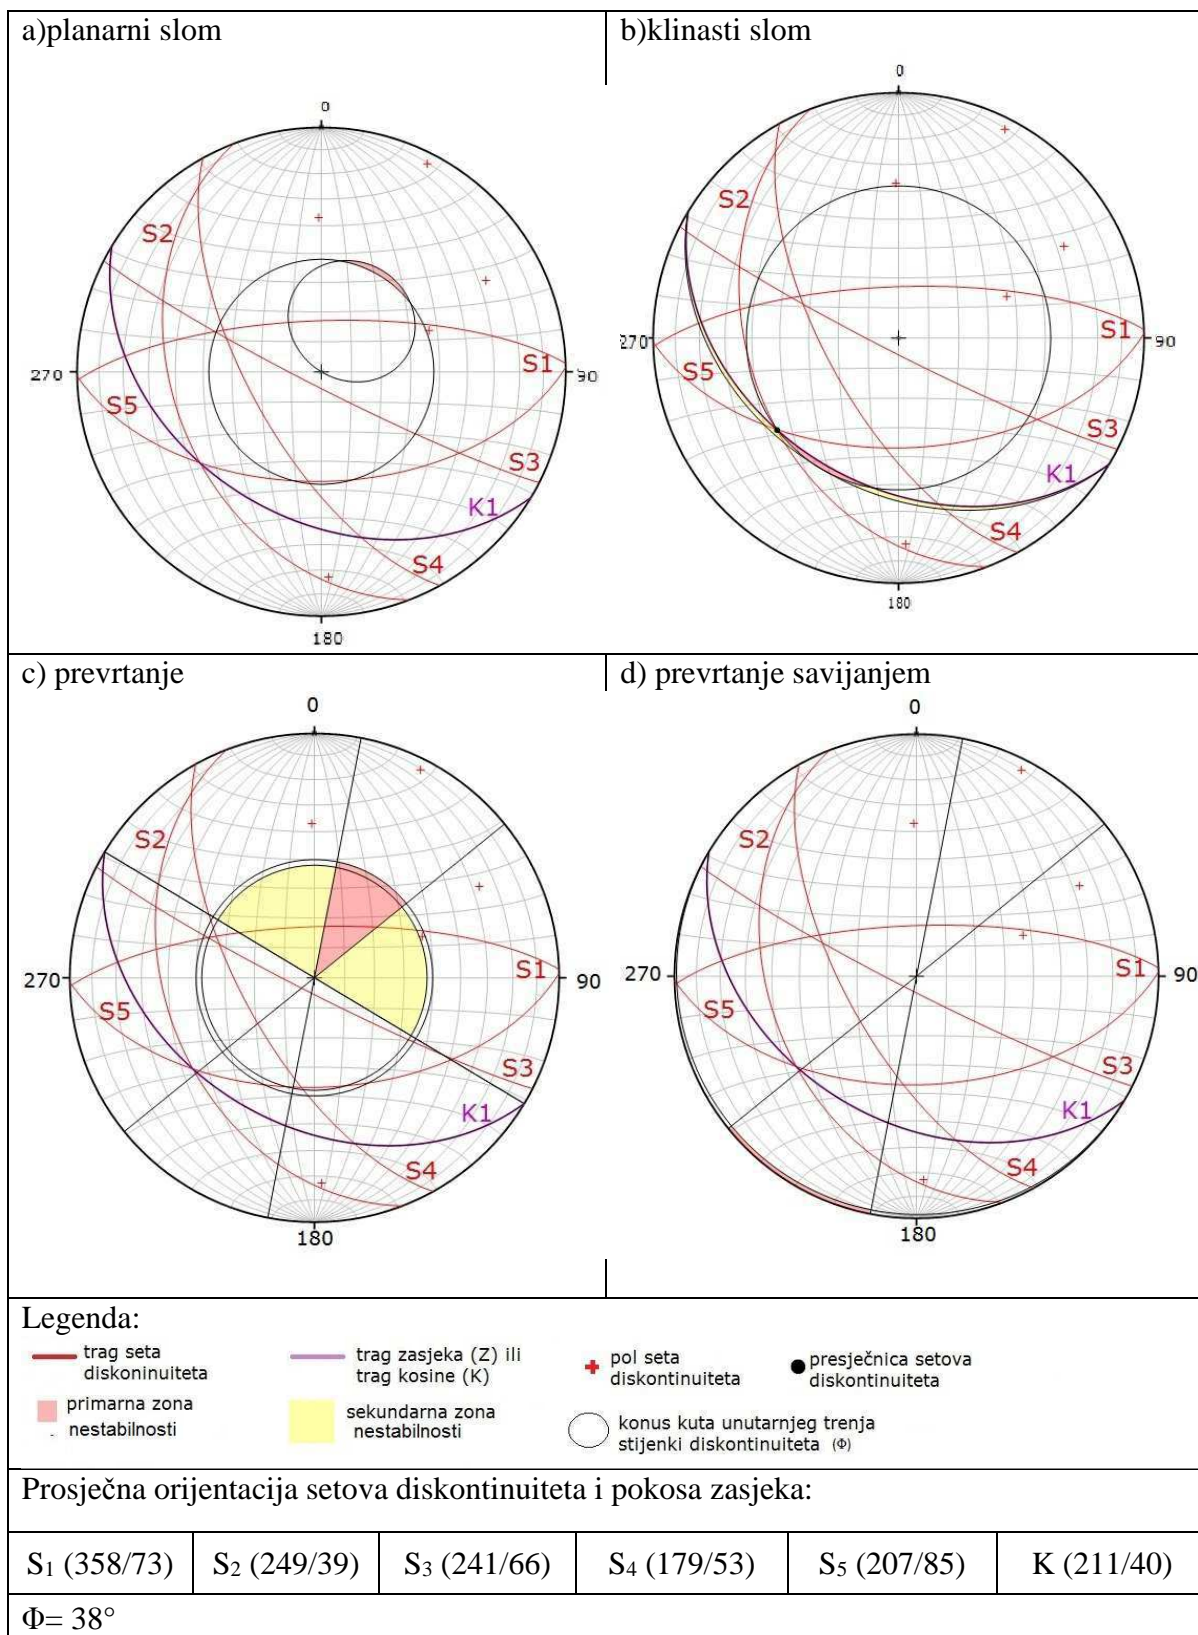 a)planarni slom
b)klinasti slom
0
S2
270
S5
S1
90
S3
K1
S4
180
0
S2
270
S5
S1
90
S3
K1
S4
180
c) prevrtanje
d) prevrtanje savijanjem
0
S2
270
S5
S1
90
S3
K1
S4
180
0
S2
270
S5
S1
90
S3
K1
S4
180
Legenda:
trag seta
diskoninuiteta
trag zasjeka (Z) ili
trag kosine (K)
pol seta
diskontinuiteta
presječnica setova
diskontinuiteta
primarna zona
nestabilnosti
sekundarna zona
nestabilnosti
konus kuta unutarnjeg trenja
stijenki diskontinuiteta (Φ)
Prosječna orijentacija setova diskontinuiteta i pokosa zasjeka:
S₁ (358/73) S₂ (249/39) S₃ (241/66) S₄ (179/53) S₅ (207/85) K (211/40)
Φ= 38°